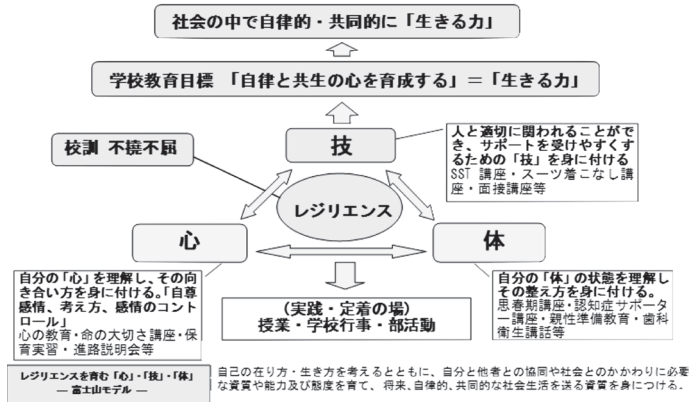 社会の中で自律的・共同的に「生きる力」
学校教育目標 「自律と共生の心を育成する」＝「生きる力」
校訓 不撓不屈
技
人と適切に関われることがで
き、サポートを受けやすくす
るための「技」を身に付ける
SST 講座・スーツ着こなし講
座・面接講座等
レジリエンス
心
体
自分の「心」を理解し、その向
き合い方を身に付ける。「自尊
感情、考え方、感情のコント
ロール」
心の教育・命の大切さ講座・保
育実習・進路説明会等
（実践・定着の場）
授業・学校行事・部活動
自分の「体」の状態を理解し
その整え方を身に付ける。
思春期講座・認知症サポータ
ー講座・親性準備教育・歯科
衛生講話等
レジリエンスを育む「心」・「技」・「体」
― 富士山モデル ―
自己の在り方・生き方を考えるとともに、自分と他者との協同や社会とのかかわりに必要
な資質や能力及び態度を育て、将来、自律的、共同的な社会生活を送る資質を身につける。